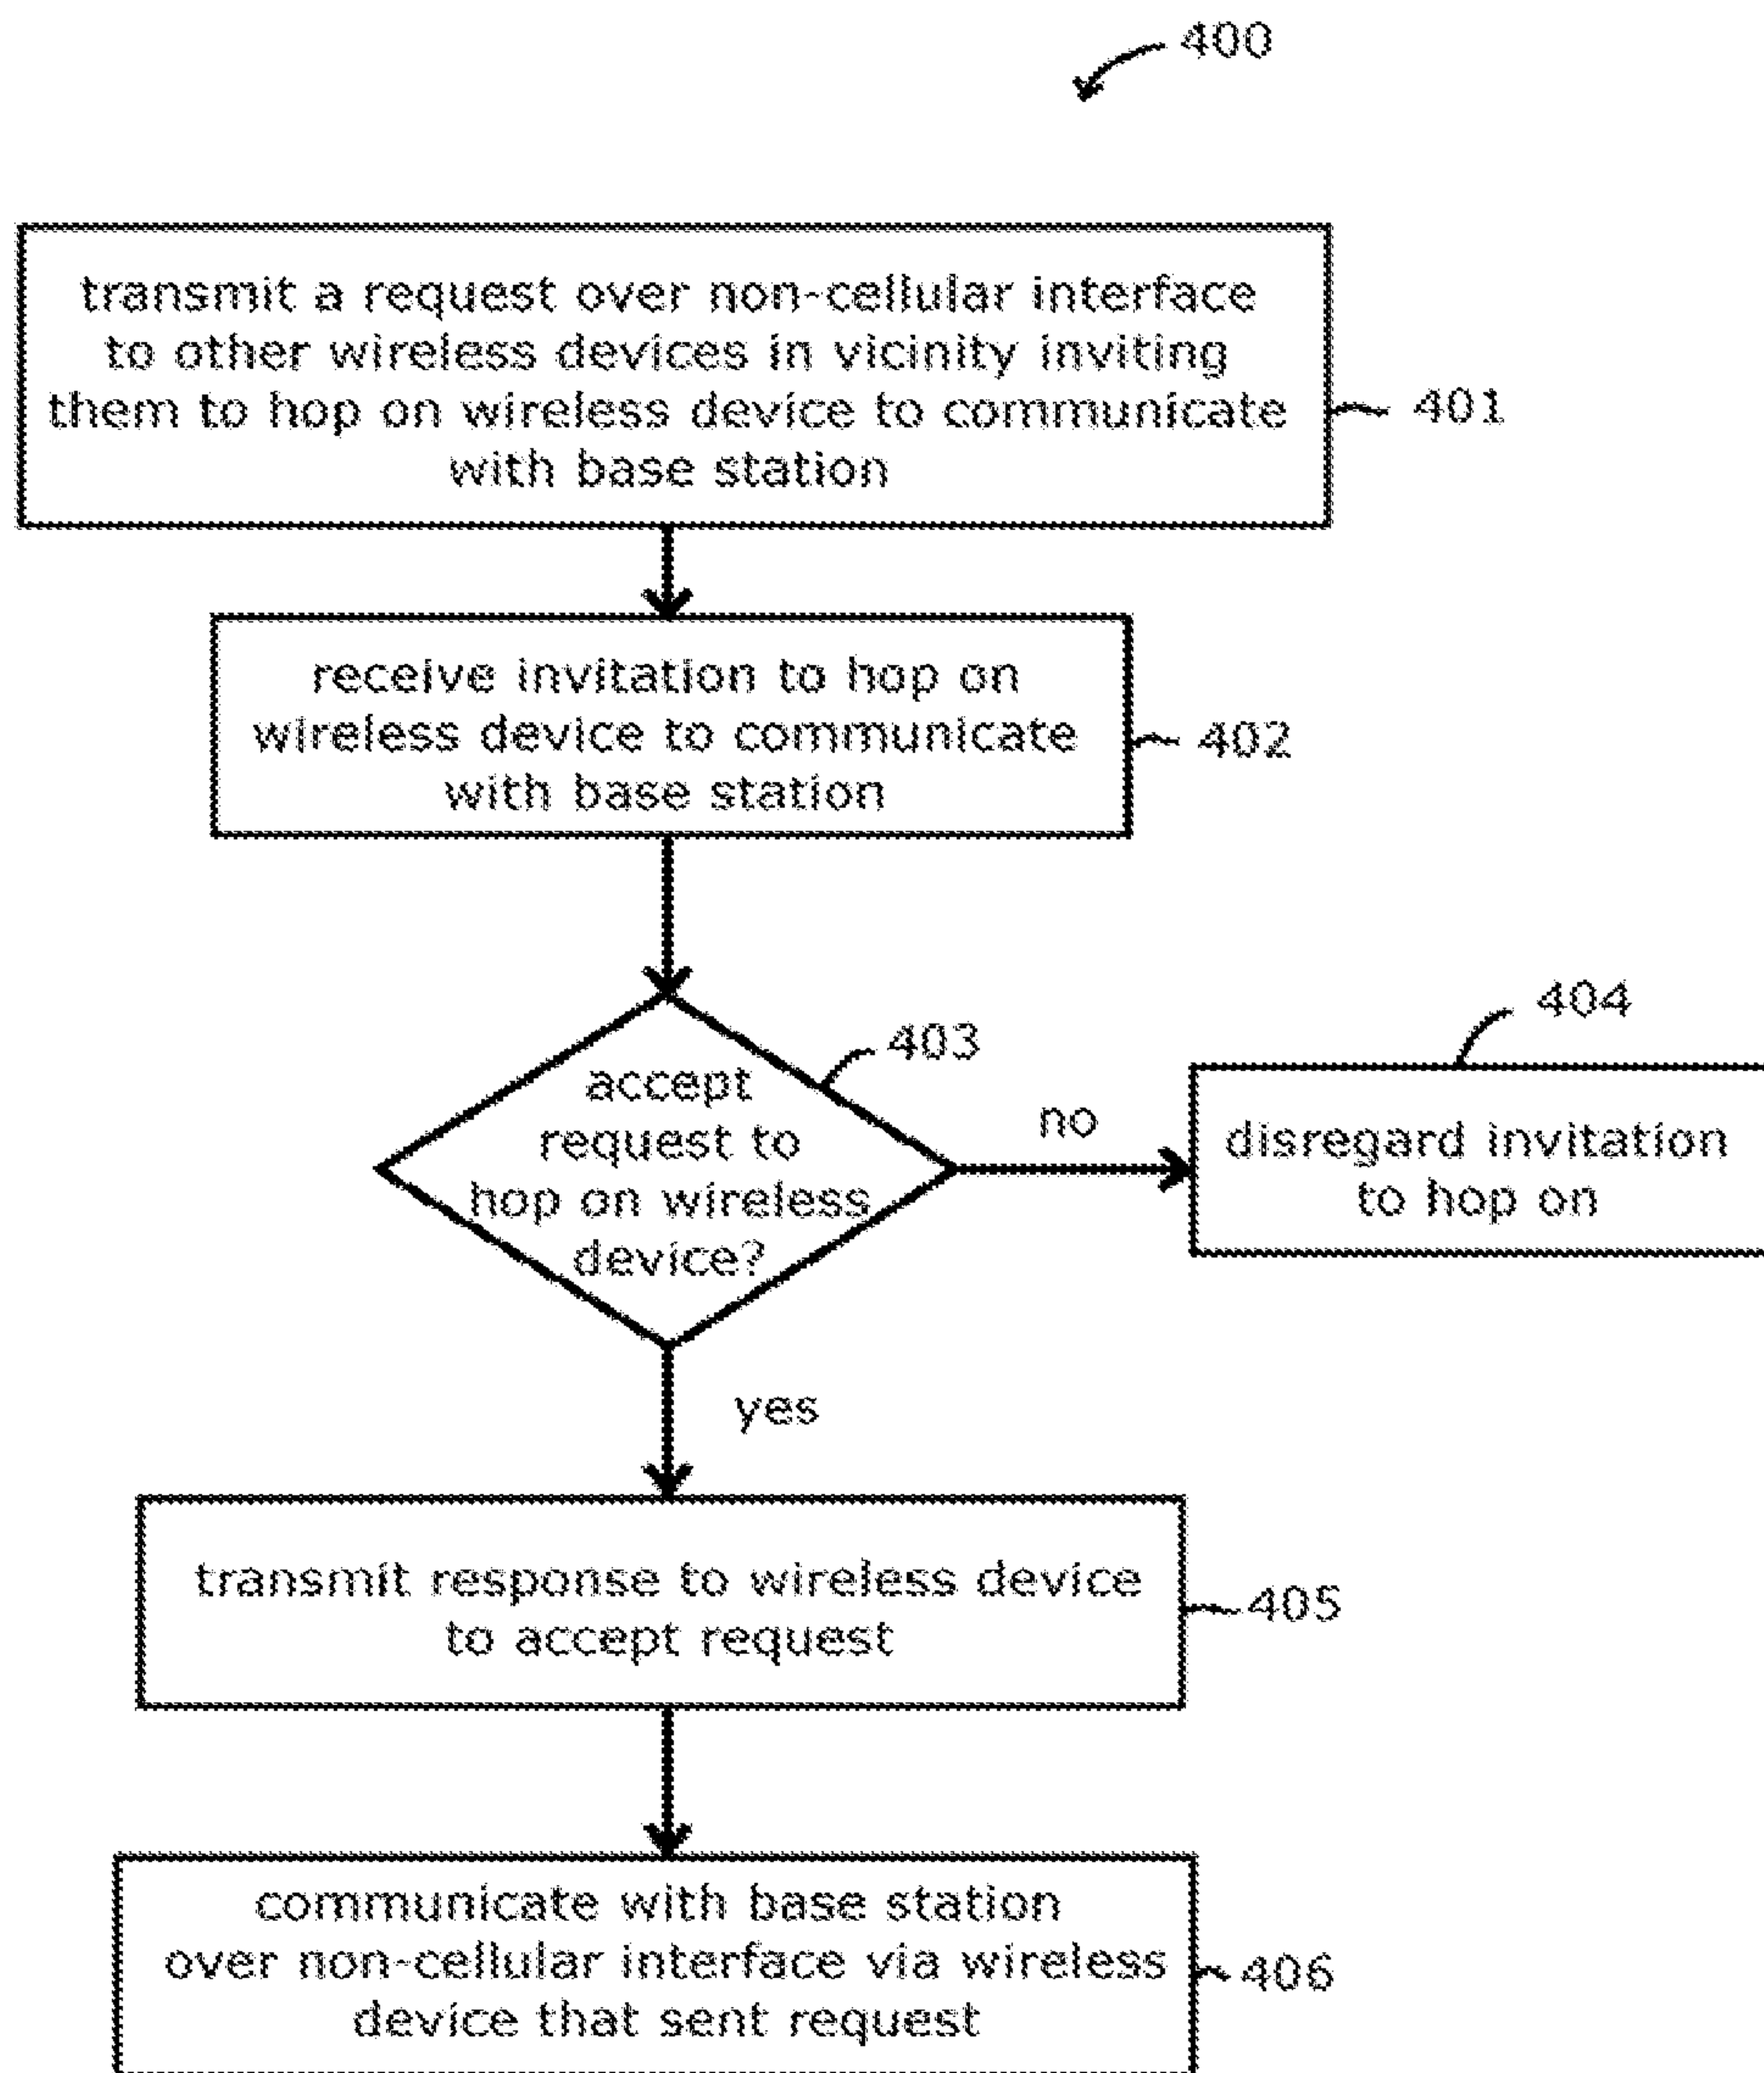 400
transmit a request over non-cellular interface
to other wireless devices in vicinity inviting
them to hop on wireless device to communicate
with base station
401
receive invitation to hop on
wireless device to communicate
with base station
402
403
accept
request to
hop on wireless
device?
no
404
disregard invitation
to hop on
yes
transmit response to wireless device
to accept request
405
communicate with base station
over non-cellular interface via wireless
device that sent request
406